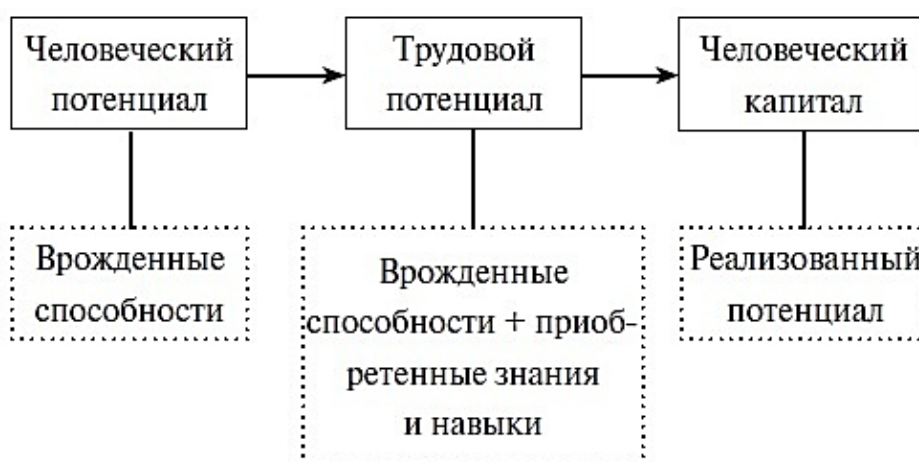 Человеческий
потенциал
Трудовой
потенциал
Человеческий
капитал
Врожденные
способности
Врожденные
способности + приоб-
ретенные знания
и навыки
Реализованный
потенциал